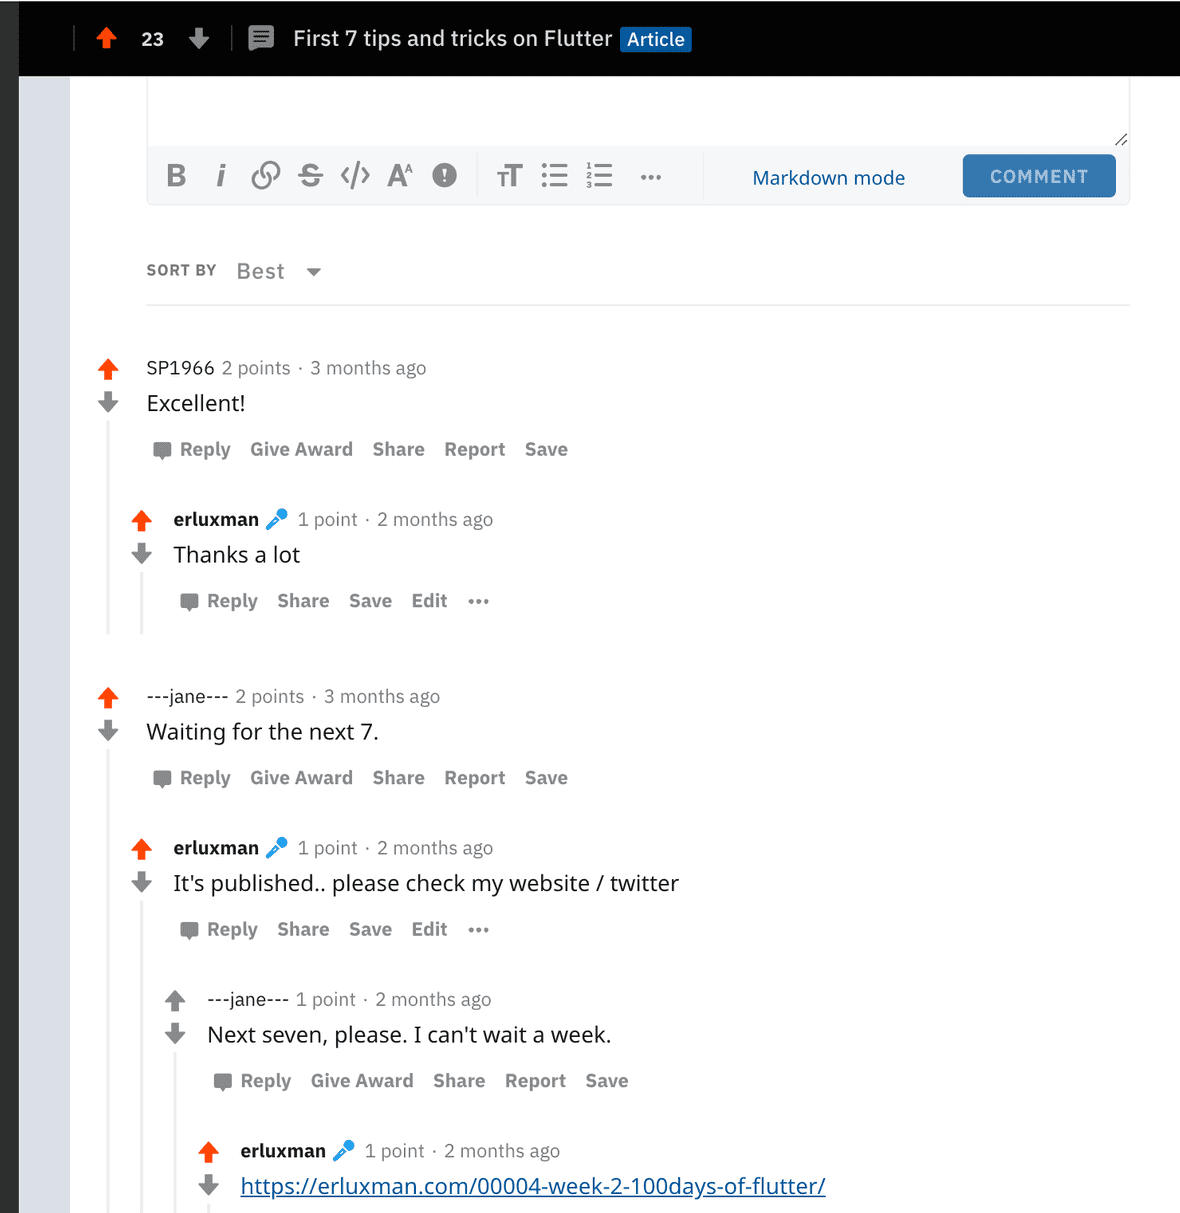 23 First 7 tips and tricks on Flutter Article
B i S </> AA ! TT 1 2 3 ... Markdown mode COMMENT
SORT BY Best
SP1966 2 points · 3 months ago
Excellent!
Reply Give Award Share Report Save
erluxman 1 point · 2 months ago
Thanks a lot
Reply Share Save Edit ...
---jane--- 2 points · 3 months ago
Waiting for the next 7.
Reply Give Award Share Report Save
erluxman 1 point · 2 months ago
It's published.. please check my website / twitter
Reply Share Save Edit ...
---jane--- 1 point · 2 months ago
Next seven, please. I can't wait a week.
Reply Give Award Share Report Save
erluxman 1 point · 2 months ago
https://erluxman.com/00004-week-2-100days-of-flutter/